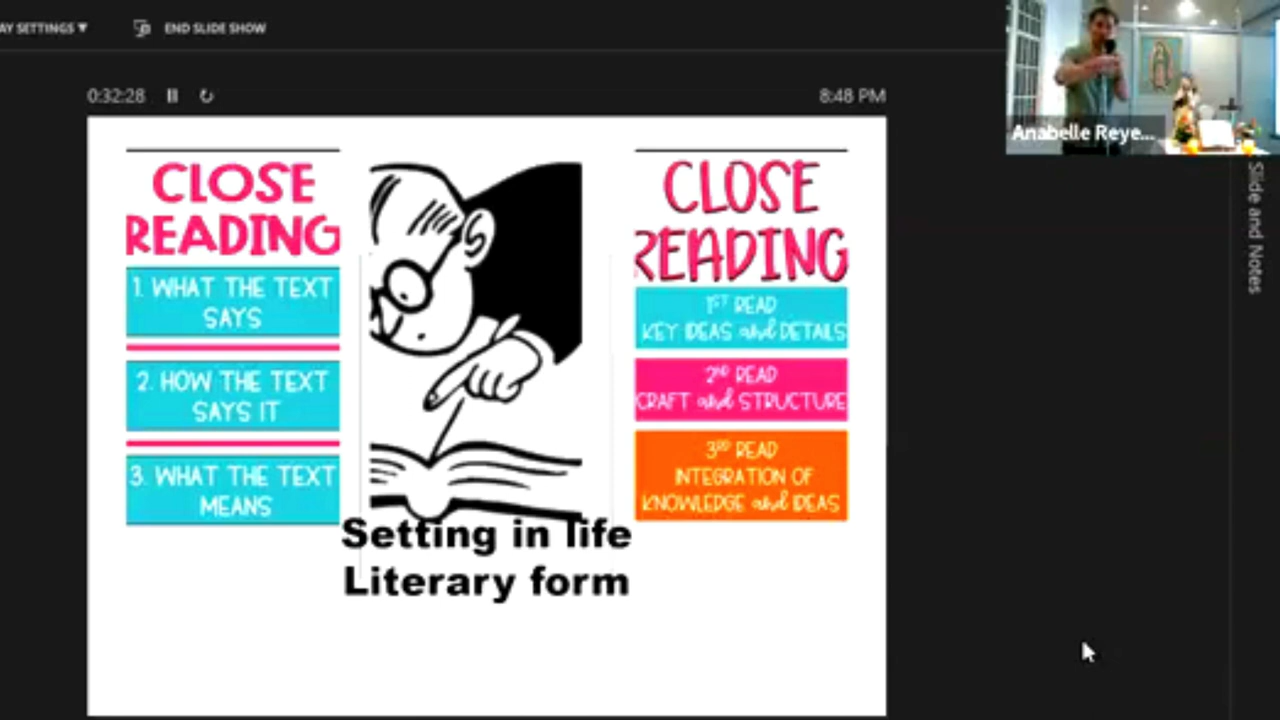 AY SETTINGS ▼
END SLIDE SHOW
0:32:28
8:48 PM
Anabelle Reye...
Slide and Notes
CLOSE
READING
1. WHAT THE TEXT
SAYS
2. HOW THE TEXT
SAYS IT
3. WHAT THE TEXT
MEANS
CLOSE
READING
1ST READ
KEY IDEAS and DETAILS
2ND READ
CRAFT and STRUCTURE
3RD READ
INTEGRATION OF
KNOWLEDGE and IDEAS
Setting in life
Literary form